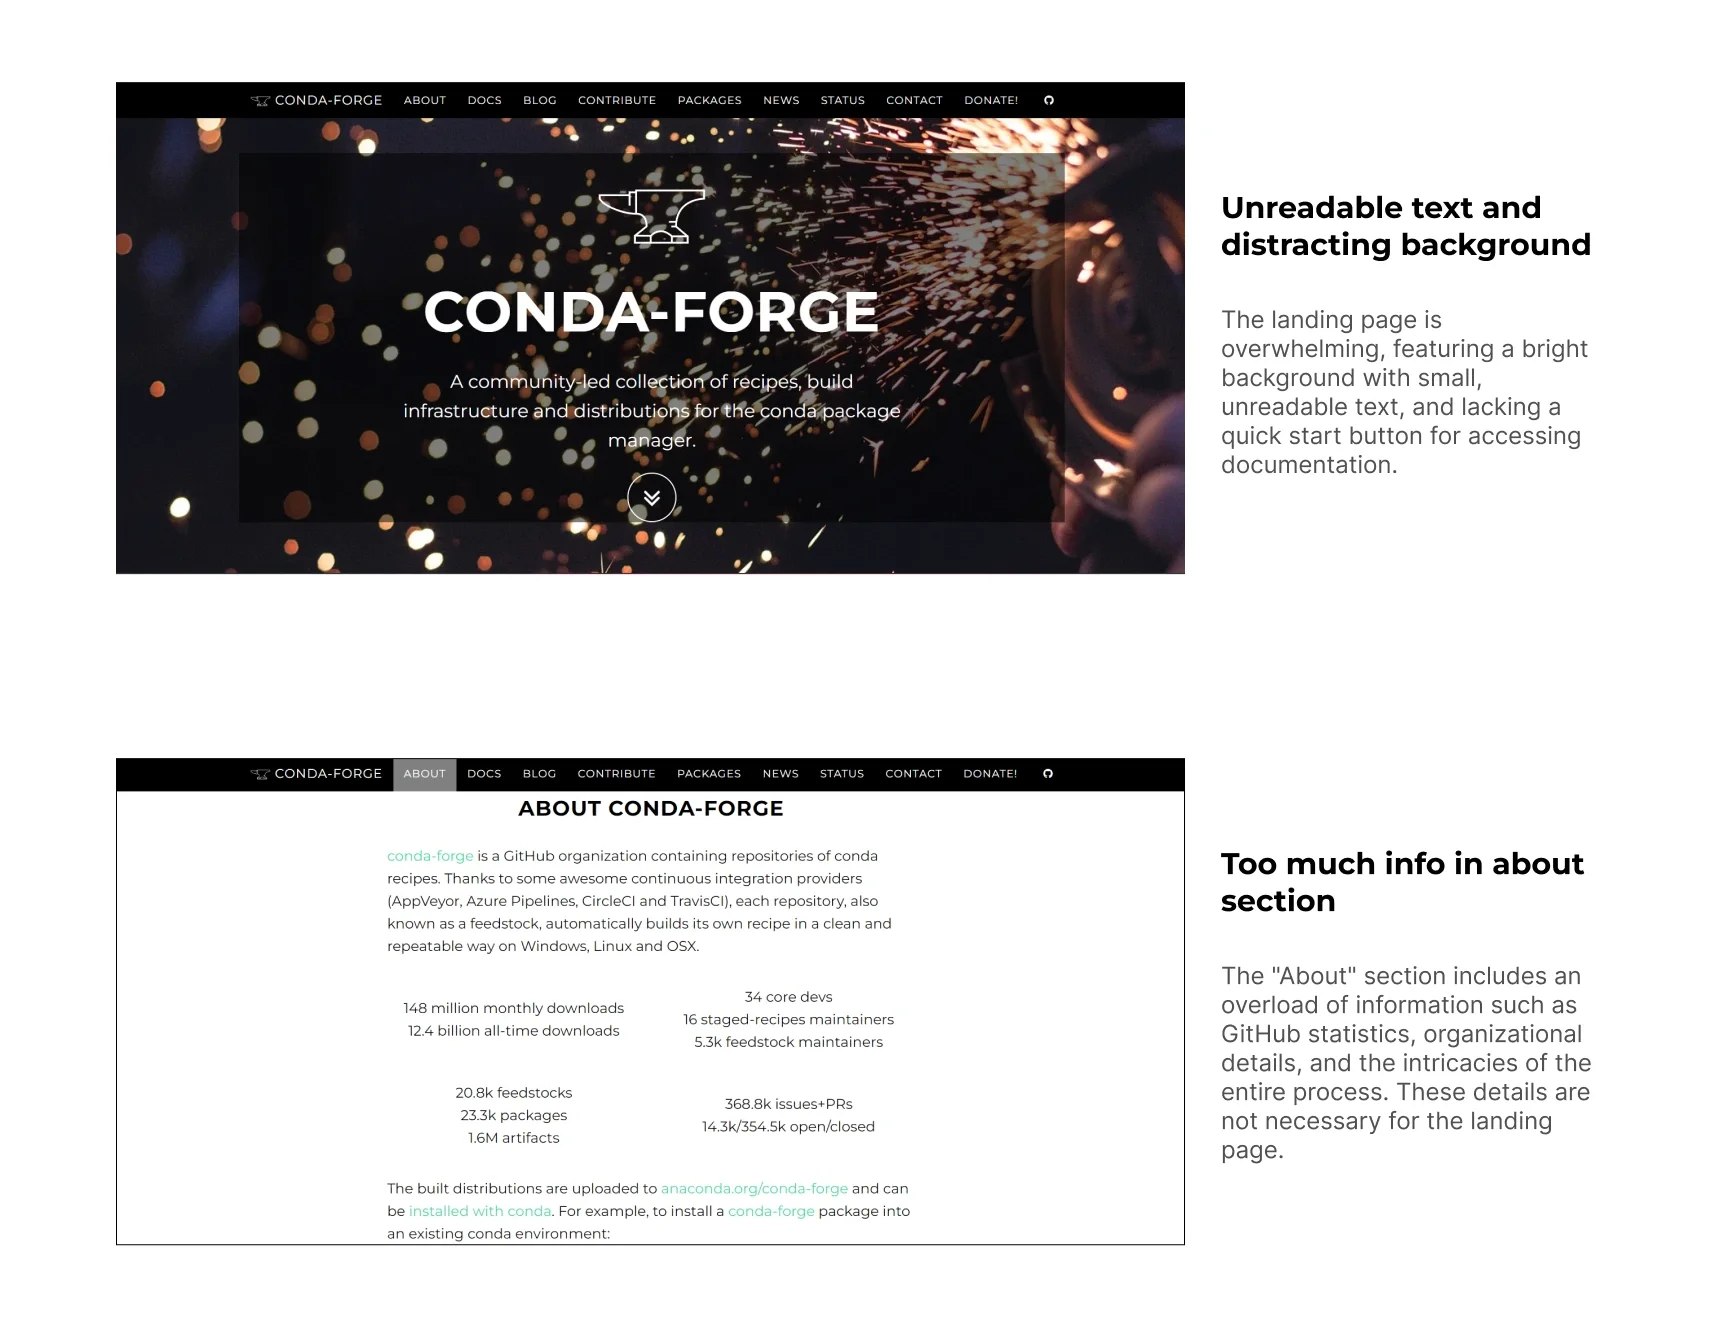 CONDA-FORGE ABOUT DOCS BLOG CONTRIBUTE PACKAGES NEWS STATUS CONTACT DONATE!
CONDA-FORGE
A community-led collection of recipes, build
infrastructure and distributions for the conda package
manager.
Unreadable text and
distracting background
The landing page is
overwhelming, featuring a bright
background with small,
unreadable text, and lacking a
quick start button for accessing
documentation.
CONDA-FORGE ABOUT DOCS BLOG CONTRIBUTE PACKAGES NEWS STATUS CONTACT DONATE!
ABOUT CONDA-FORGE
conda-forge is a GitHub organization containing repositories of conda
recipes. Thanks to some awesome continuous integration providers
(AppVeyor, Azure Pipelines, CircleCI and TravisCI), each repository, also
known as a feedstock, automatically builds its own recipe in a clean and
repeatable way on Windows, Linux and OSX.
148 million monthly downloads
12.4 billion all-time downloads
34 core devs
16 staged-recipes maintainers
5.3k feedstock maintainers
20.8k feedstocks
23.3k packages
1.6M artifacts
368.8k issues+PRs
14.3k/354.5k open/closed
The built distributions are uploaded to anaconda.org/conda-forge and can
be installed with conda. For example, to install a conda-forge package into
an existing conda environment:
Too much info in about
section
The "About" section includes an
overload of information such as
GitHub statistics, organizational
details, and the intricacies of the
entire process. These details are
not necessary for the landing
page.